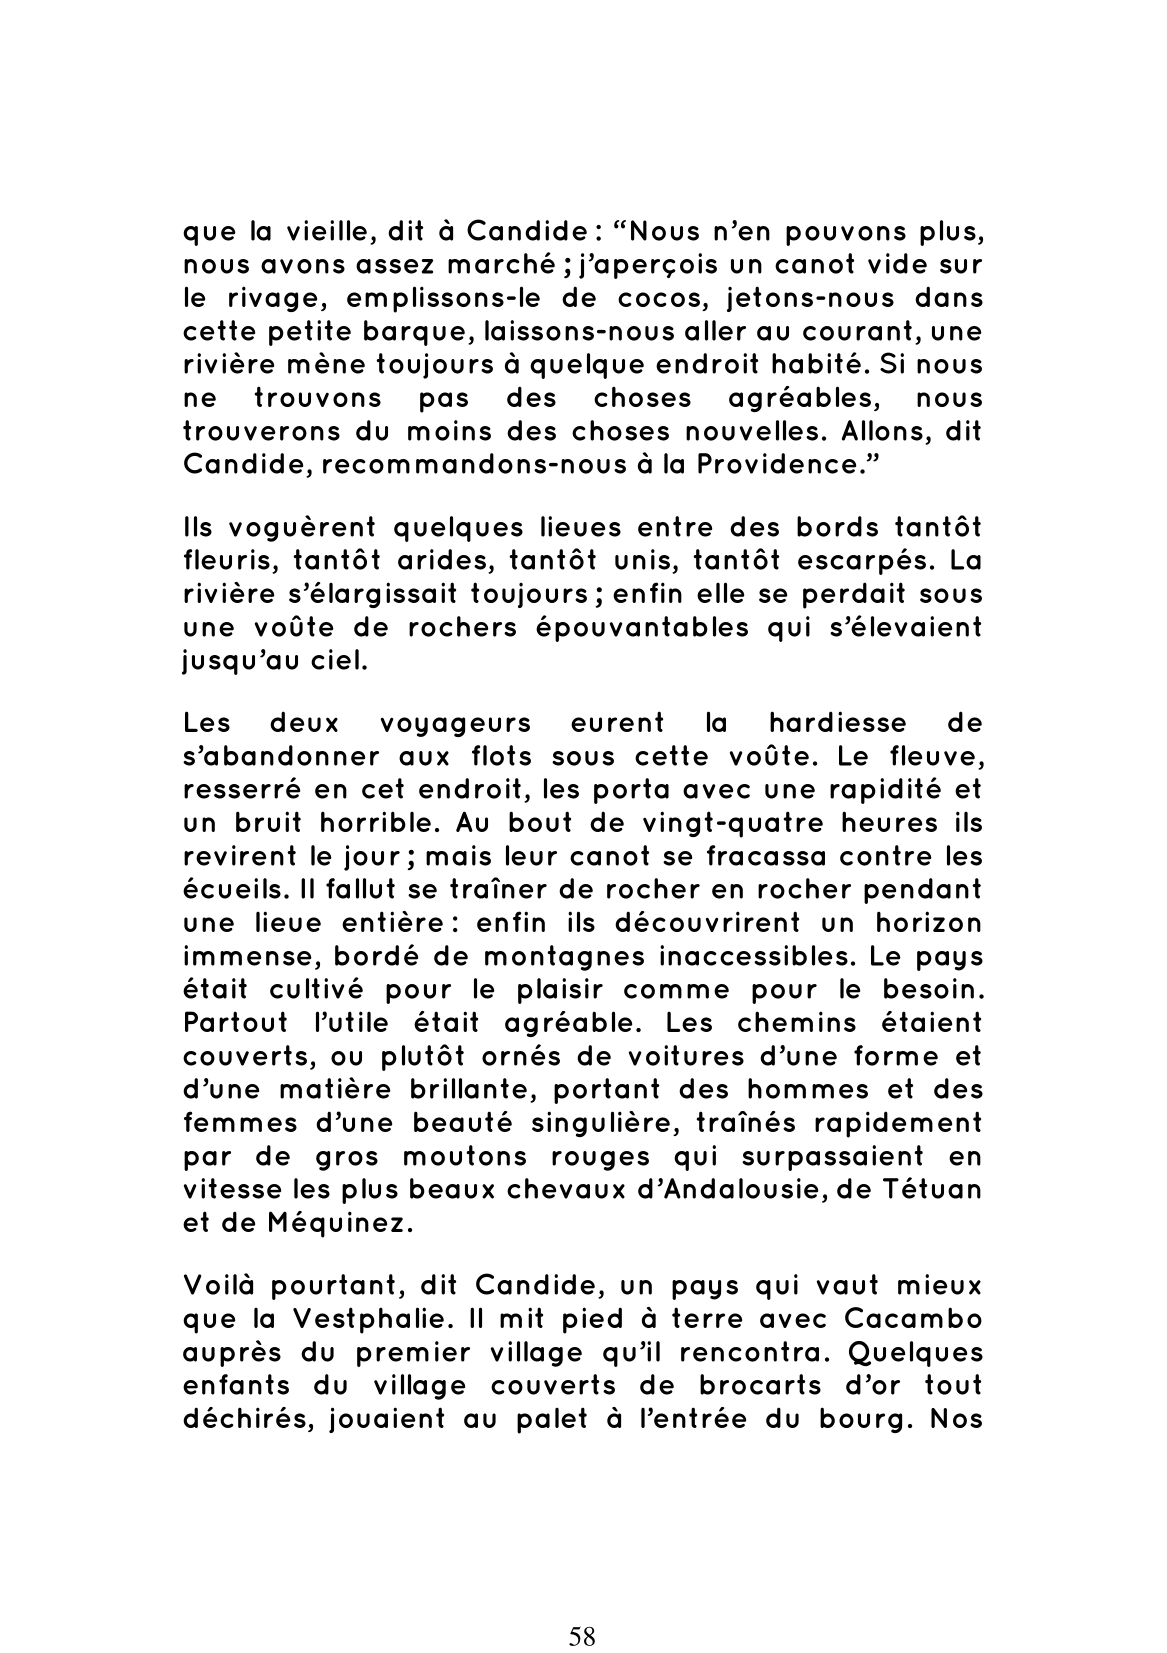 que la vieille, dit à Candide : “Nous n’en pouvons plus,
nous avons assez marché ; j’aperçois un canot vide sur
le rivage, emplissons-le de cocos, jetons-nous dans
cette petite barque, laissons-nous aller au courant, une
rivière mène toujours à quelque endroit habité. Si nous
ne trouvons pas des choses agréables, nous
trouverons du moins des choses nouvelles. Allons, dit
Candide, recommandons-nous à la Providence.”
Ils voguèrent quelques lieues entre des bords tantôt
fleuris, tantôt arides, tantôt unis, tantôt escarpés. La
rivière s’élargissait toujours ; enfin elle se perdait sous
une voûte de rochers épouvantables qui s’élevaient
jusqu’au ciel.
Les deux voyageurs eurent la hardiesse de
s’abandonner aux flots sous cette voûte. Le fleuve,
resserré en cet endroit, les porta avec une rapidité et
un bruit horrible. Au bout de vingt-quatre heures ils
revirent le jour ; mais leur canot se fracassa contre les
écueils. Il fallut se traîner de rocher en rocher pendant
une lieue entière : enfin ils découvrirent un horizon
immense, bordé de montagnes inaccessibles. Le pays
était cultivé pour le plaisir comme pour le besoin.
Partout l’utile était agréable. Les chemins étaient
couverts, ou plutôt ornés de voitures d’une forme et
d’une matière brillante, portant des hommes et des
femmes d’une beauté singulière, traînés rapidement
par de gros moutons rouges qui surpassaient en
vitesse les plus beaux chevaux d’Andalousie, de Tétuan
et de Méquinez.
Voilà pourtant, dit Candide, un pays qui vaut mieux
que la Vestphalie. Il mit pied à terre avec Cacambo
auprès du premier village qu’il rencontra. Quelques
enfants du village couverts de brocarts d’or tout
déchirés, jouaient au palet à l’entrée du bourg. Nos
58